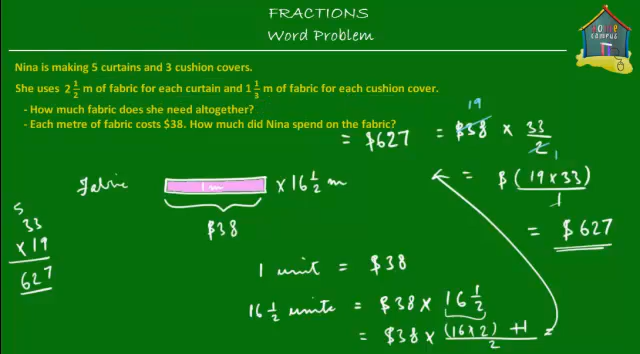 FRACTIONS
Word Problem
HOME CAMPUS
Nina is making 5 curtains and 3 cushion covers.
She uses 2 1/2 m of fabric for each curtain and 1 1/3 m of fabric for each cushion cover.
- How much fabric does she need altogether?
- Each metre of fabric costs $38. How much did Nina spend on the fabric?
= $627 = $38 19 × 33/2 1
fabric 1 m × 16 1/2 m
$38
= $ (19 × 33)/1
= $627
5
33
× 19
627
1 unit = $38
16 1/2 units = $38 × 16 1/2
= $38 × (16×2) + 1/2 =